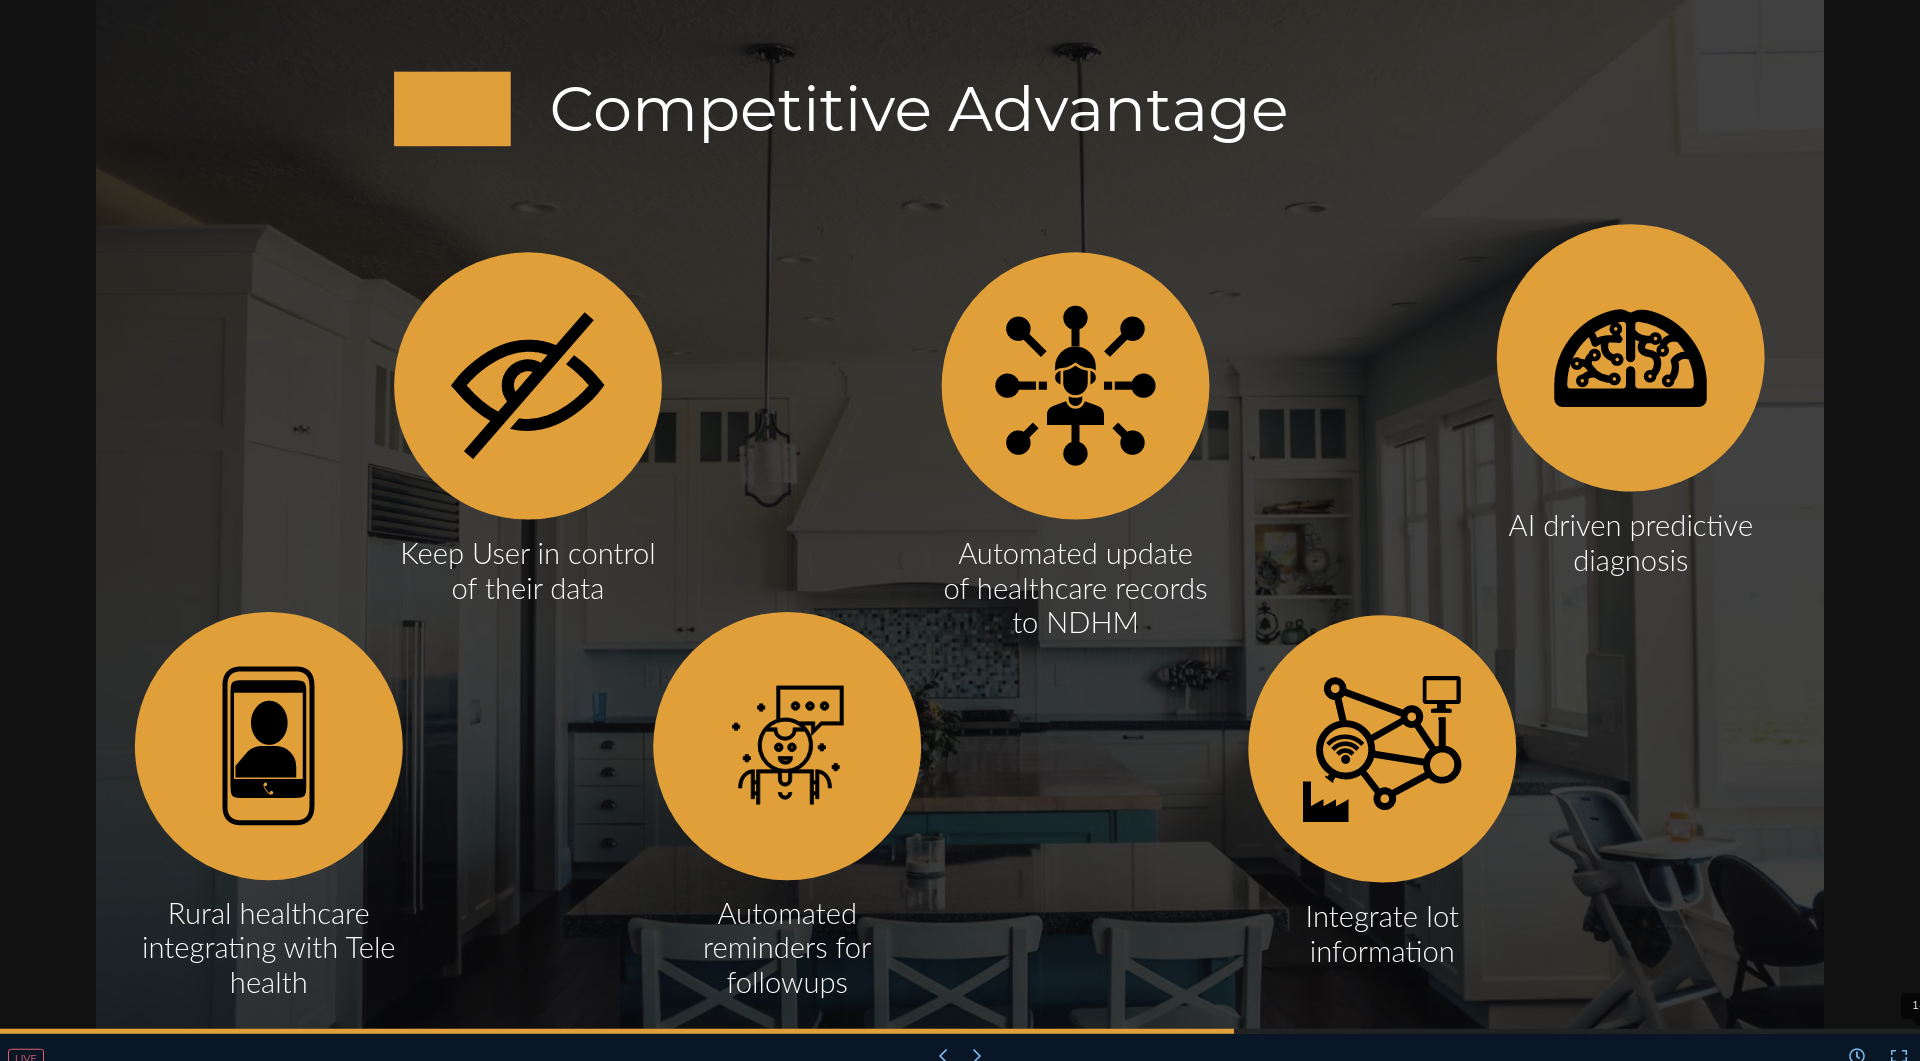 Competitive Advantage
Keep User in control
of their data
Automated update
of healthcare records
to NDHM
AI driven predictive
diagnosis
Rural healthcare
integrating with Tele
health
Automated
reminders for
followups
Integrate Iot
information
LIVE